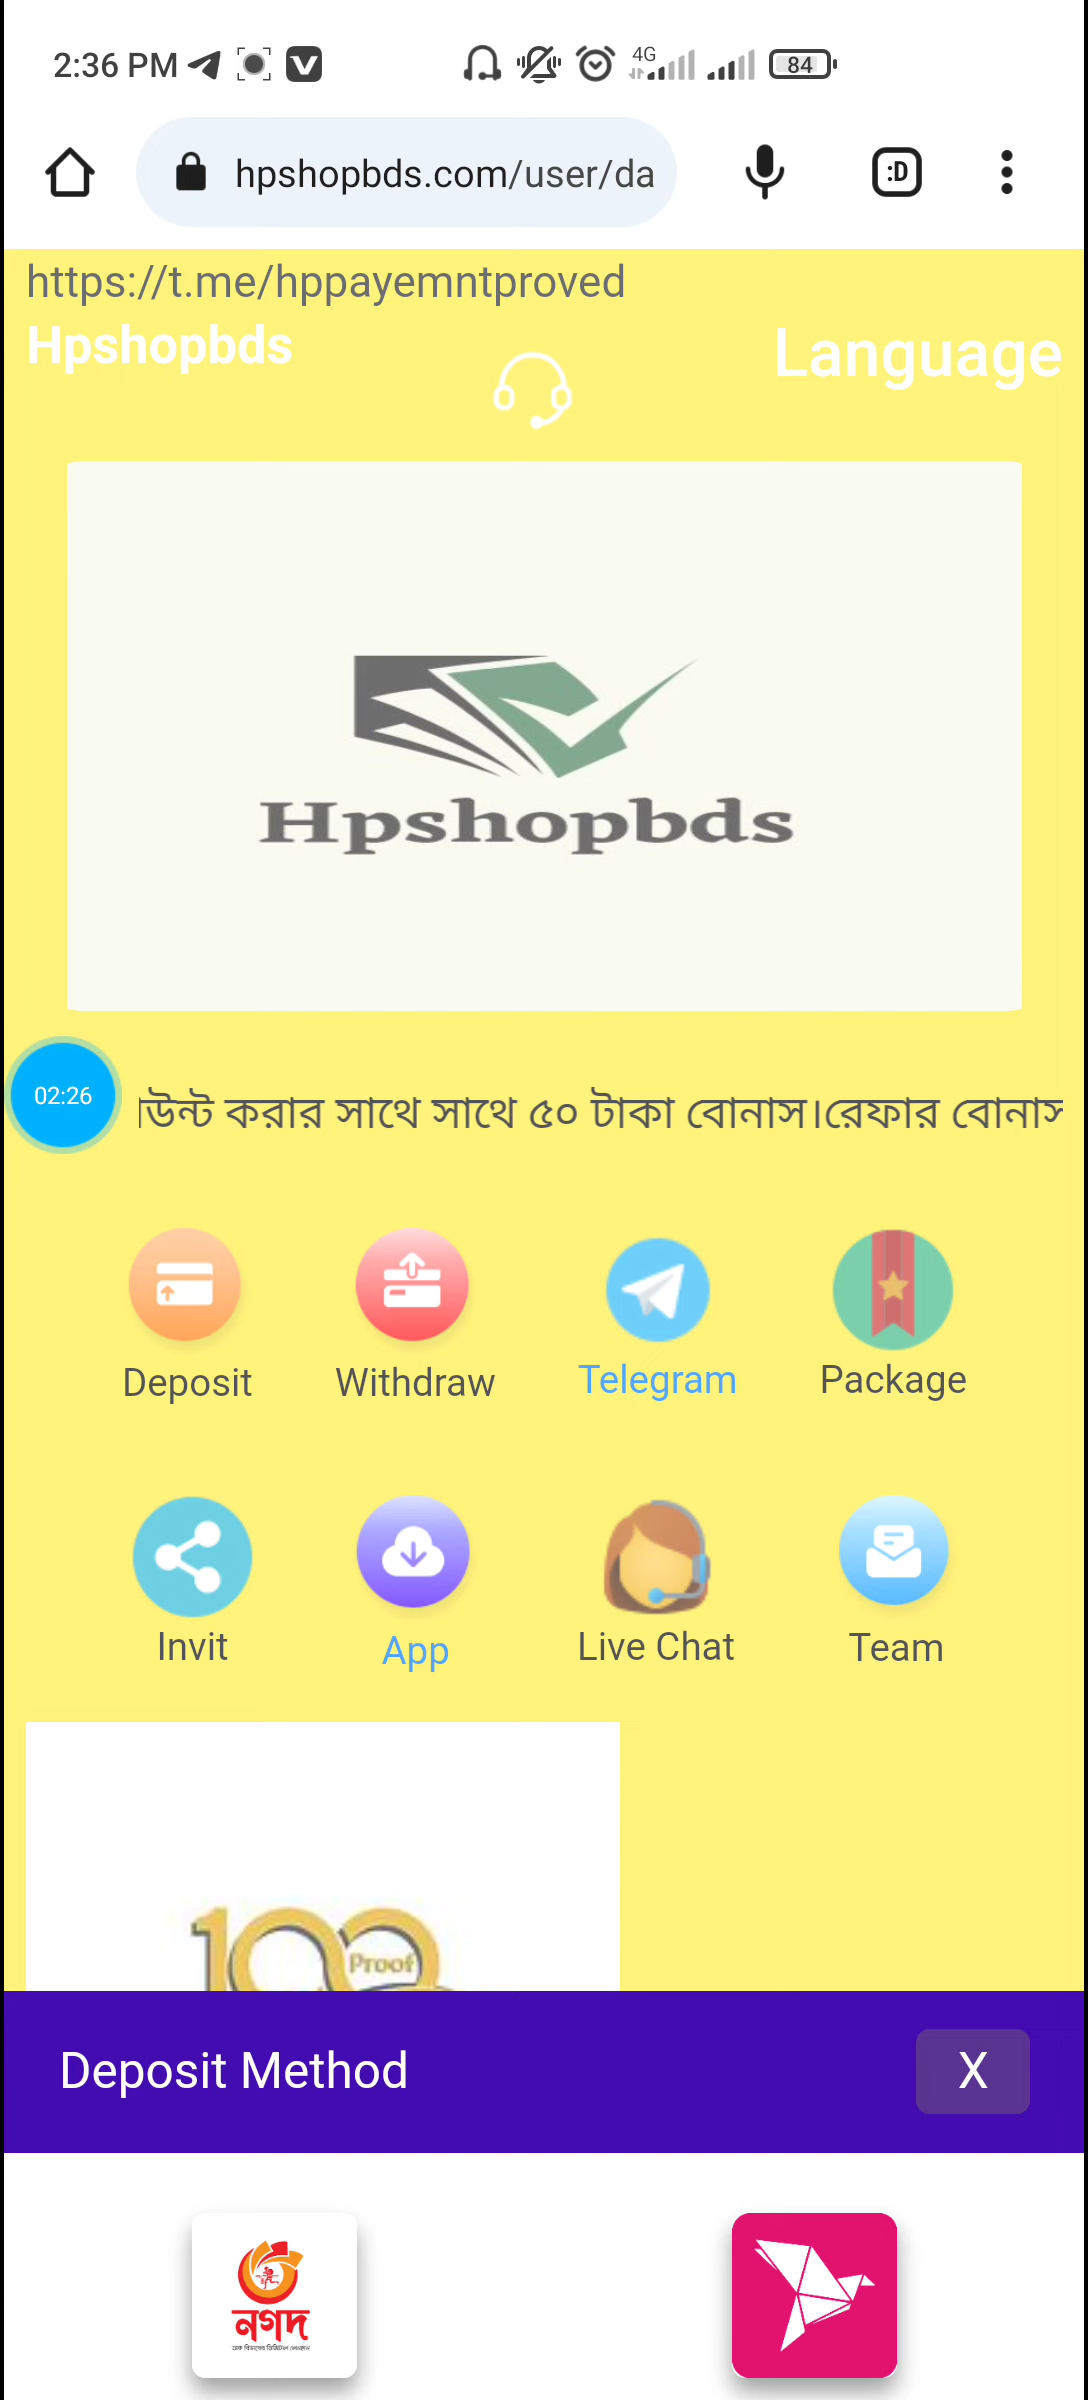 2:36 PM
4G
84
hpshopbds.com/user/da
:D
https://t.me/hppayemntproved
Hpshopbds
Language
Hpshopbds
02:26
উন্ট করার সাথে সাথে ৫০ টাকা বোনাস।রেফার বোনাস
Deposit Withdraw Telegram Package
Invit App Live Chat Team
100
Proof
Deposit Method
X
নগদ